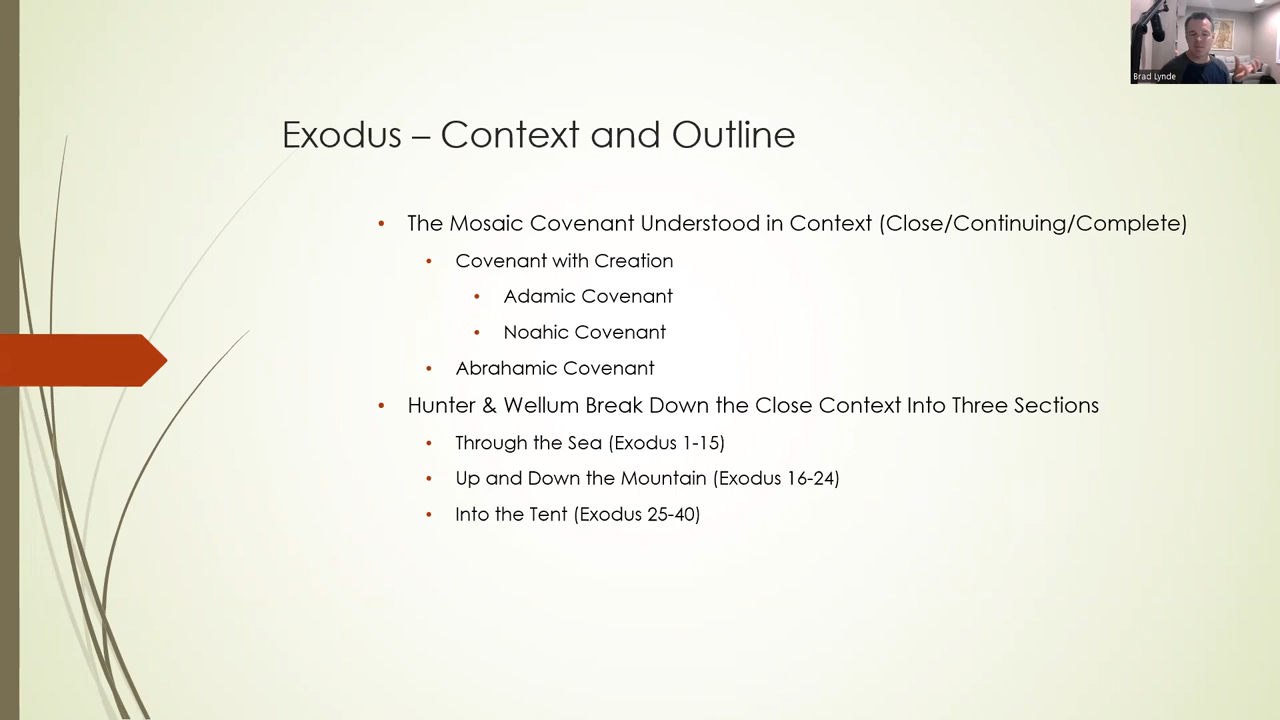 Brad Lynde
Exodus – Context and Outline
• The Mosaic Covenant Understood in Context (Close/Continuing/Complete)
• Covenant with Creation
• Adamic Covenant
• Noahic Covenant
• Abrahamic Covenant
• Hunter & Wellum Break Down the Close Context Into Three Sections
• Through the Sea (Exodus 1-15)
• Up and Down the Mountain (Exodus 16-24)
• Into the Tent (Exodus 25-40)